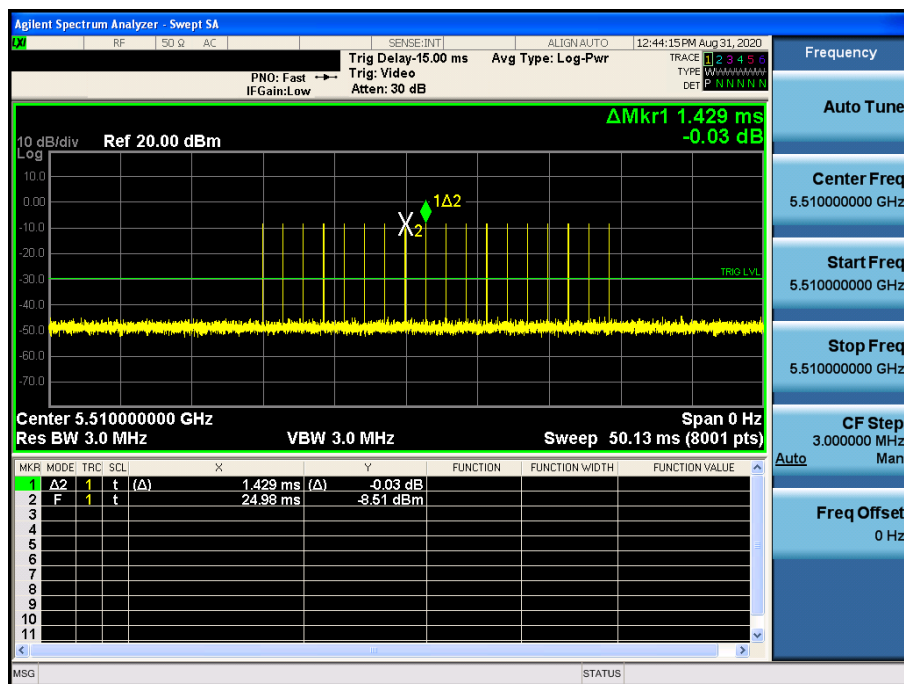 Agilent Spectrum Analyzer - Swept SA
LXI RF 50 Ω AC SENSE:INT ALIGN AUTO 12:44:15 PM Aug 31, 2020
Trig Delay-15.00 ms Avg Type: Log-Pwr TRACE 1 2 3 4 5 6
PNO: Fast Trig: Video TYPE WWWWWW
IFGain:Low Atten: 30 dB DET P N N N N N
Frequency
Auto Tune
Center Freq
5.510000000 GHz
Start Freq
5.510000000 GHz
Stop Freq
5.510000000 GHz
CF Step
3.000000 MHz
Auto Man
Freq Offset
0 Hz
ΔMkr1 1.429 ms
-0.03 dB
10 dB/div Ref 20.00 dBm
Log
10.0
0.00
-10.0
-20.0
-30.0
-40.0
-50.0
-60.0
-70.0
1Δ2
X2
TRIG LVL
Center 5.510000000 GHz Span 0 Hz
Res BW 3.0 MHz VBW 3.0 MHz Sweep 50.13 ms (8001 pts)
MKR MODE TRC SCL X Y FUNCTION FUNCTION WIDTH FUNCTION VALUE
1 Δ2 1 t (Δ) 1.429 ms (Δ) -0.03 dB
2 F 1 t 24.98 ms -8.51 dBm
3
4
5
6
7
8
9
10
11
MSG STATUS